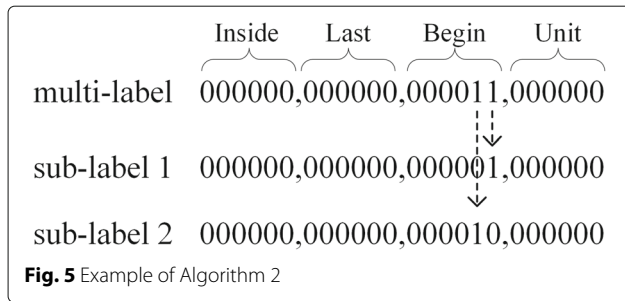 Inside Last Begin Unit
multi-label 000000,000000,000011,000000
sub-label 1 000000,000000,000001,000000
sub-label 2 000000,000000,000010,000000
Fig. 5 Example of Algorithm 2